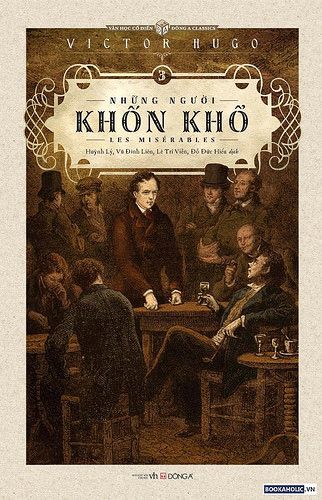 VĂN HỌC CỔ ĐIỂN ĐÔNG A CLASSICS
VICTOR HUGO
3
NHỮNG NGƯỜI
KHỐN KHỔ
LES MISÉRABLES
Huỳnh Lý, Vũ Đình Liên, Lê Trí Viễn, Đỗ Đức Hiểu dịch
vh ĐÔNG A
BOOKAHOLIC.VN